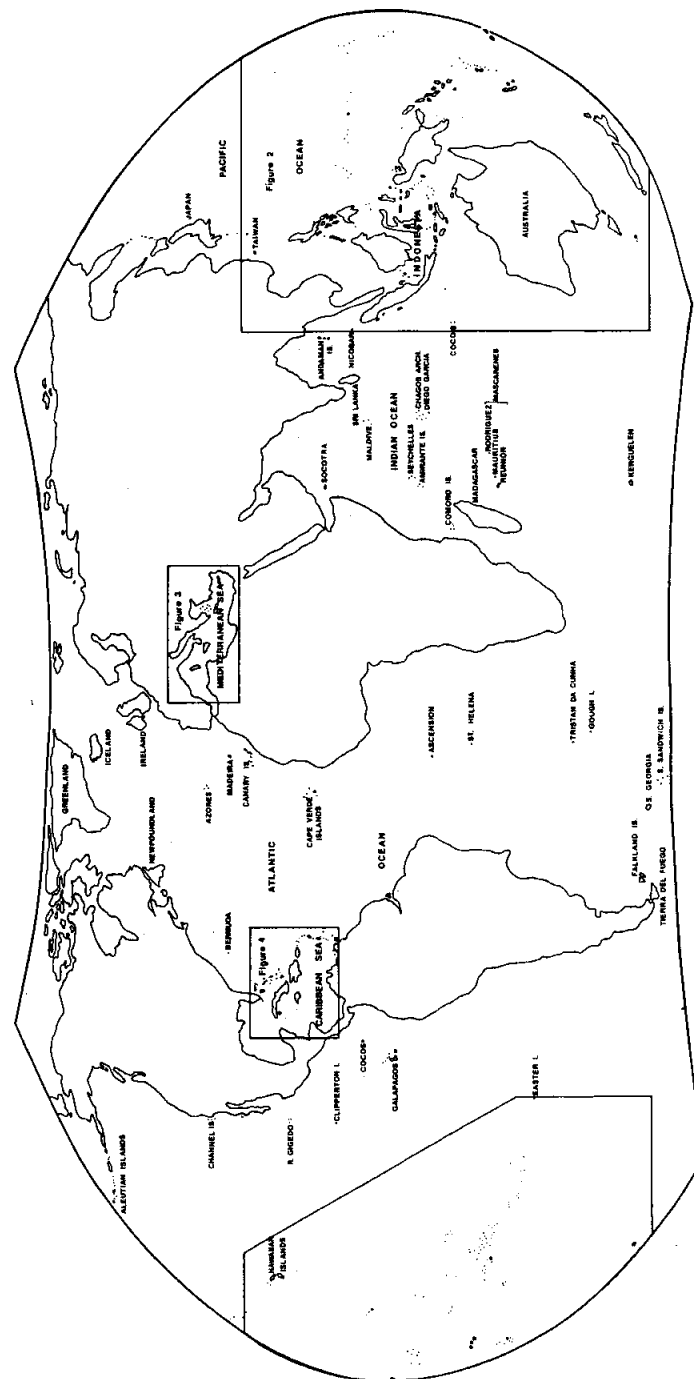 ALEUTIAN ISLANDS
CHANNEL IS.
R. GIGEDO
CLIPPERTON I.
COCOS
GALAPAGOS
EASTER I.
HAWAIIAN
ISLANDS
GREENLAND
ICELAND
IRELAND
NEWFOUNDLAND
BERMUDA
AZORES
MADEIRA
CANARY IS.
CAPE VERDE
ISLANDS
ATLANTIC
OCEAN
Figure 4
CARIBBEAN SEA
ASCENSION
ST. HELENA
TRISTAN DA CUNHA
GOUGH I.
FALKLAND IS.
TIERRA DEL FUEGO
S. GEORGIA
S. SANDWICH IS.
Figure 3
MEDITERRANEAN SEA
SOCOTRA
SRI LANKA
MALDIVE
ANDAMAN
IS.
NICOBAR
INDIAN OCEAN
SEYCHELLES
AMIRANTE IS.
CHAGOS ARCH.
DIEGO GARCIA
COCOS
COMORO IS.
MADAGASCAR
RODRIGUEZ
MAURITIUS
REUNION
MASCARENES
KERGUELEN
JAPAN
TAIWAN
PACIFIC
OCEAN
Figure 2
INDONESIA
AUSTRALIA